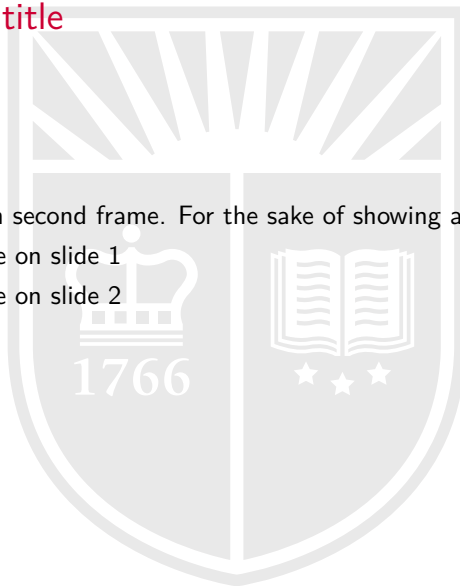 title
second frame. For the sake of showing a
on slide 1
on slide 2
1766